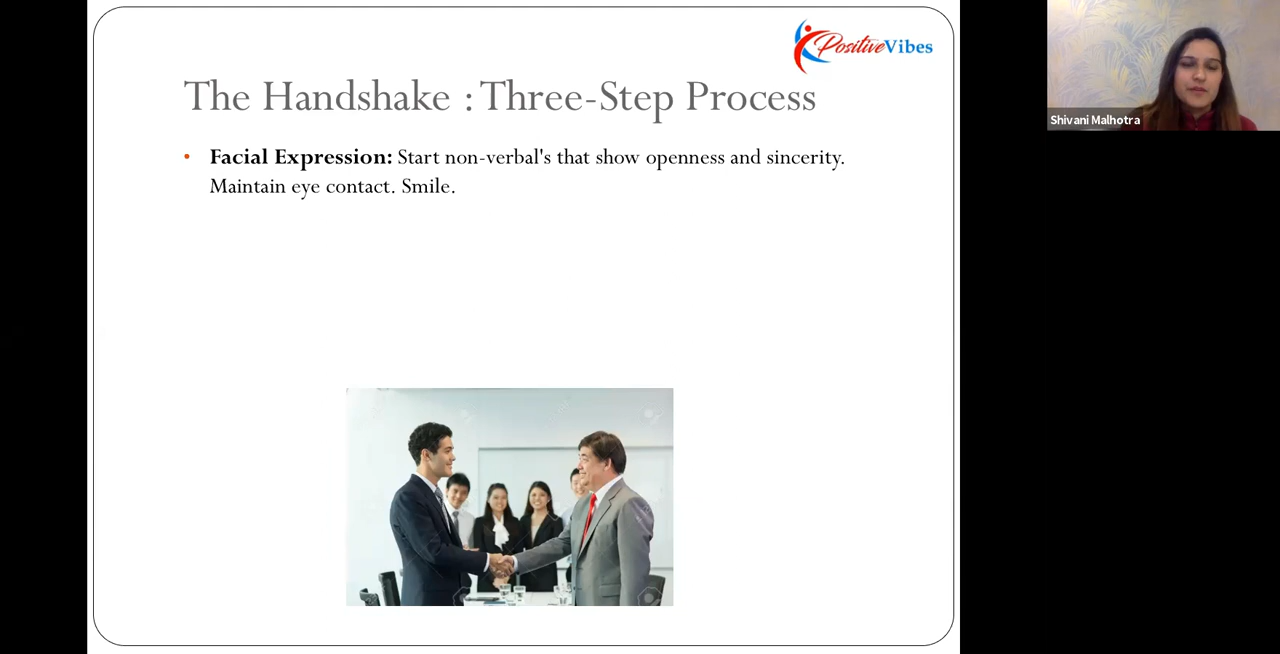 PositiveVibes
The Handshake : Three-Step Process
• Facial Expression: Start non-verbal's that show openness and sincerity.
Maintain eye contact. Smile.
Shivani Malhotra